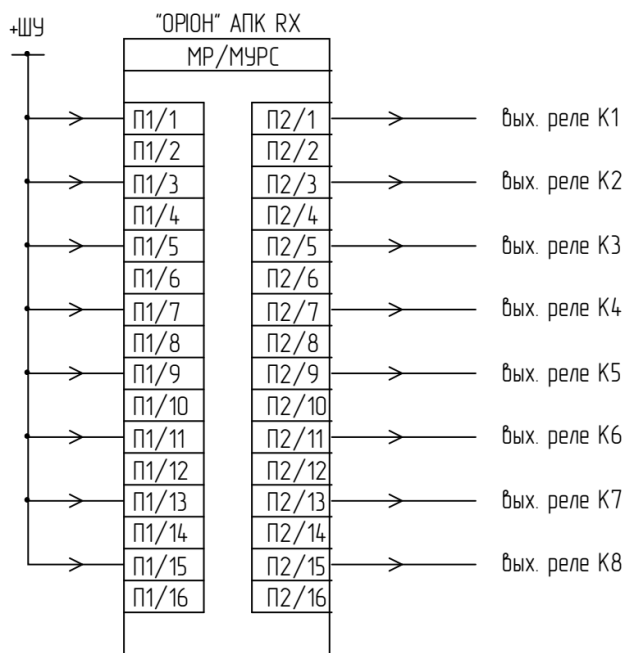 +ШУ
"ОРІОН" АПК RX
МР/МУРС
П1/1 П2/1 вых. реле К1
П1/2 П2/2
П1/3 П2/3 вых. реле К2
П1/4 П2/4
П1/5 П2/5 вых. реле К3
П1/6 П2/6
П1/7 П2/7 вых. реле К4
П1/8 П2/8
П1/9 П2/9 вых. реле К5
П1/10 П2/10
П1/11 П2/11 вых. реле К6
П1/12 П2/12
П1/13 П2/13 вых. реле К7
П1/14 П2/14
П1/15 П2/15 вых. реле К8
П1/16 П2/16